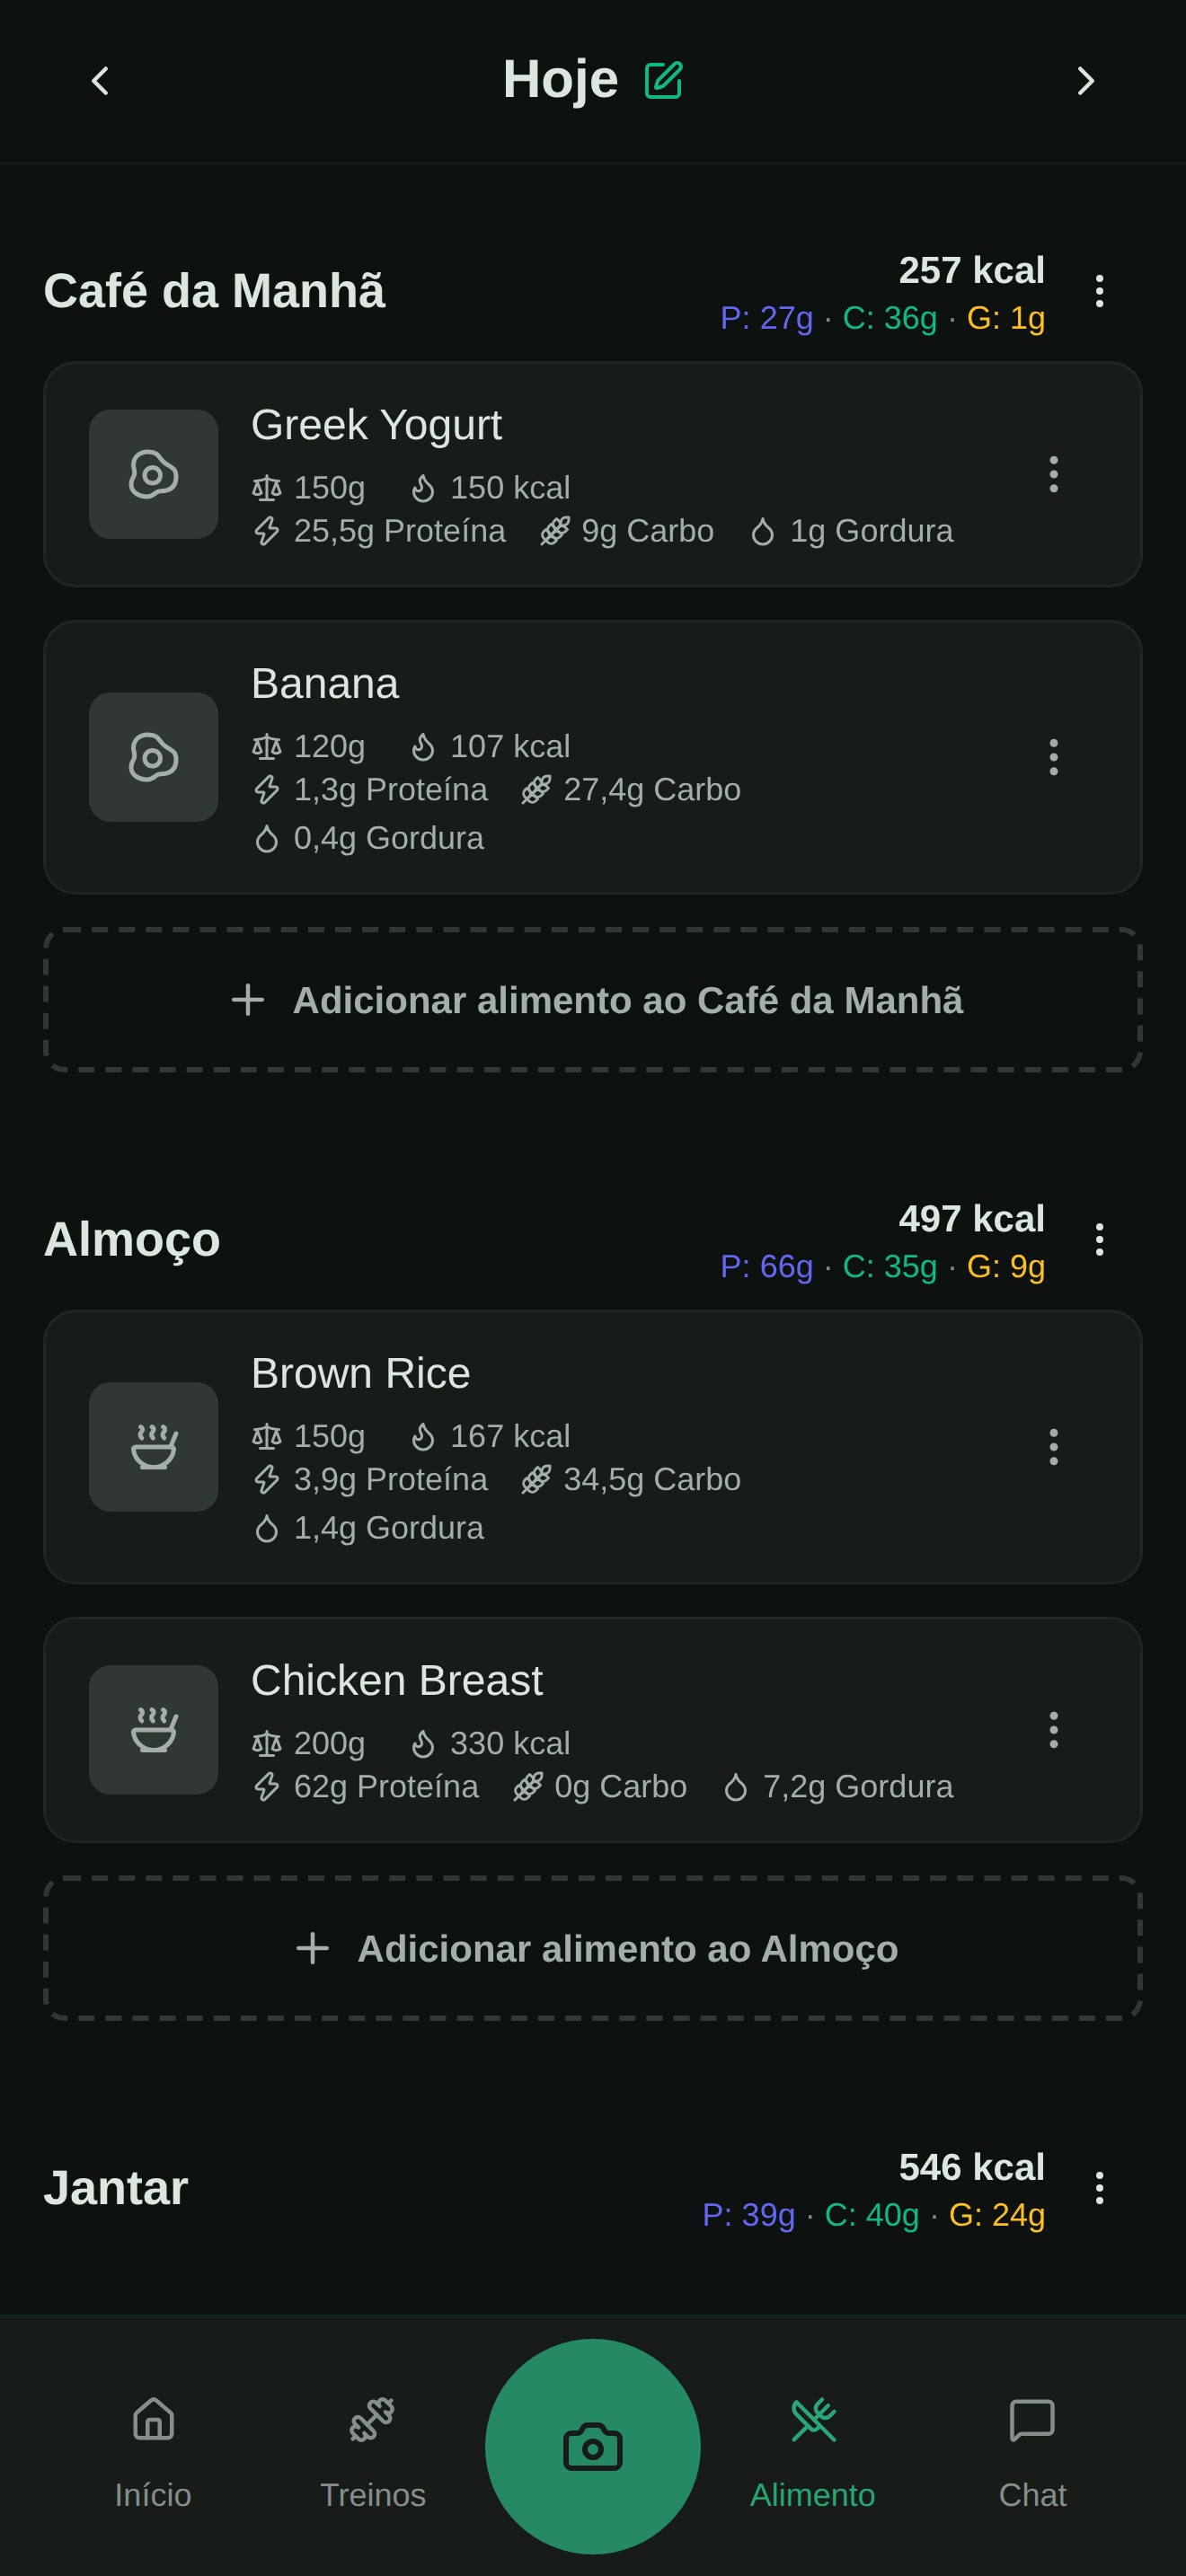 Hoje
Café da Manhã
257 kcal
P: 27g · C: 36g · G: 1g
Greek Yogurt
150g 150 kcal
25,5g Proteína 9g Carbo 1g Gordura
Banana
120g 107 kcal
1,3g Proteína 27,4g Carbo
0,4g Gordura
Adicionar alimento ao Café da Manhã
Almoço
497 kcal
P: 66g · C: 35g · G: 9g
Brown Rice
150g 167 kcal
3,9g Proteína 34,5g Carbo
1,4g Gordura
Chicken Breast
200g 330 kcal
62g Proteína 0g Carbo 7,2g Gordura
Adicionar alimento ao Almoço
Jantar
546 kcal
P: 39g · C: 40g · G: 24g
Início Treinos Alimento Chat